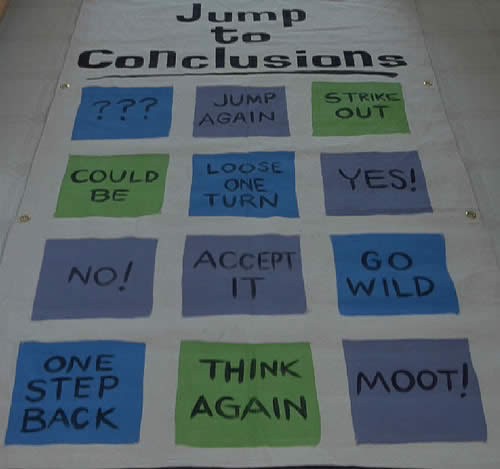 Jump
to
Conclusions
???
JUMP
AGAIN
STRIKE
OUT
COULD
BE
LOOSE
ONE
TURN
YES!
NO!
ACCEPT
IT
GO
WILD
ONE
STEP
BACK
THINK
AGAIN
MOOT!